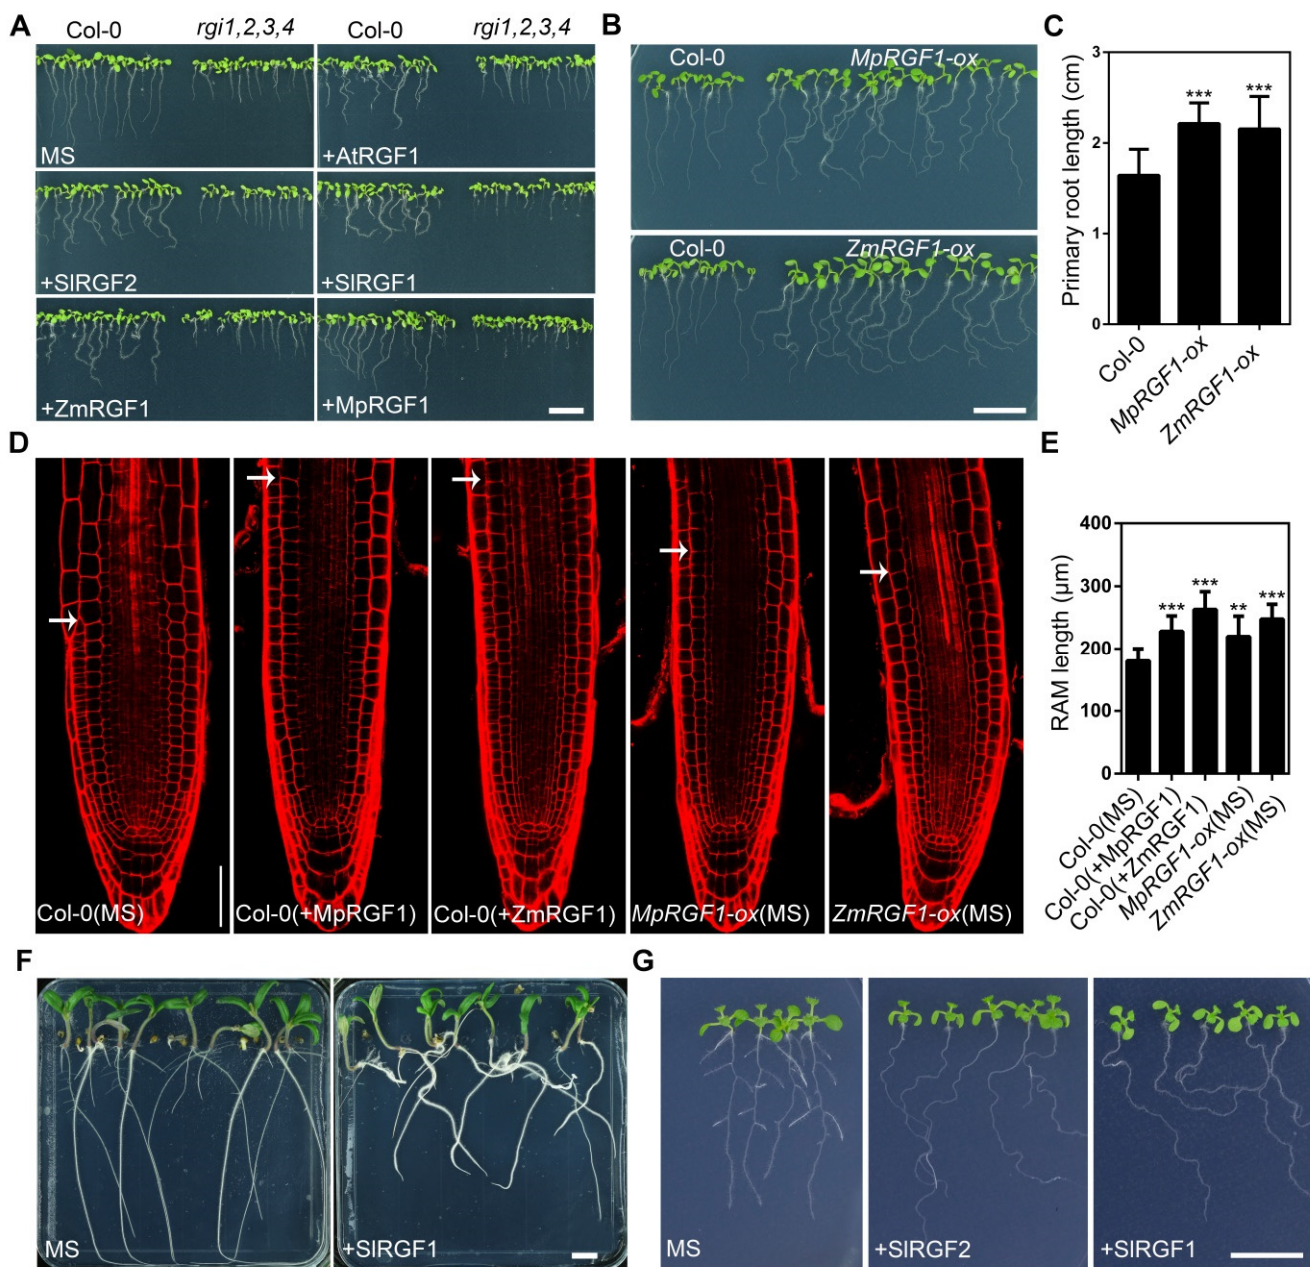 A
Col-0 rgi1,2,3,4 Col-0 rgi1,2,3,4
MS
+AtRGF1
+SlRGF2
+SlRGF1
+ZmRGF1
+MpRGF1
B
Col-0 MpRGF1-ox
Col-0 ZmRGF1-ox
C
Primary root length (cm)
3
2
1
0
***
***
Col-0
MpRGF1-ox
ZmRGF1-ox
D
Col-0(MS)
Col-0(+MpRGF1)
Col-0(+ZmRGF1)
MpRGF1-ox(MS)
ZmRGF1-ox(MS)
E
RAM length (μm)
400
300
200
100
0
***
***
**
***
Col-0(MS)
Col-0(+MpRGF1)
Col-0(+ZmRGF1)
MpRGF1-ox(MS)
ZmRGF1-ox(MS)
F
MS
+SlRGF1
G
MS
+SlRGF2
+SlRGF1